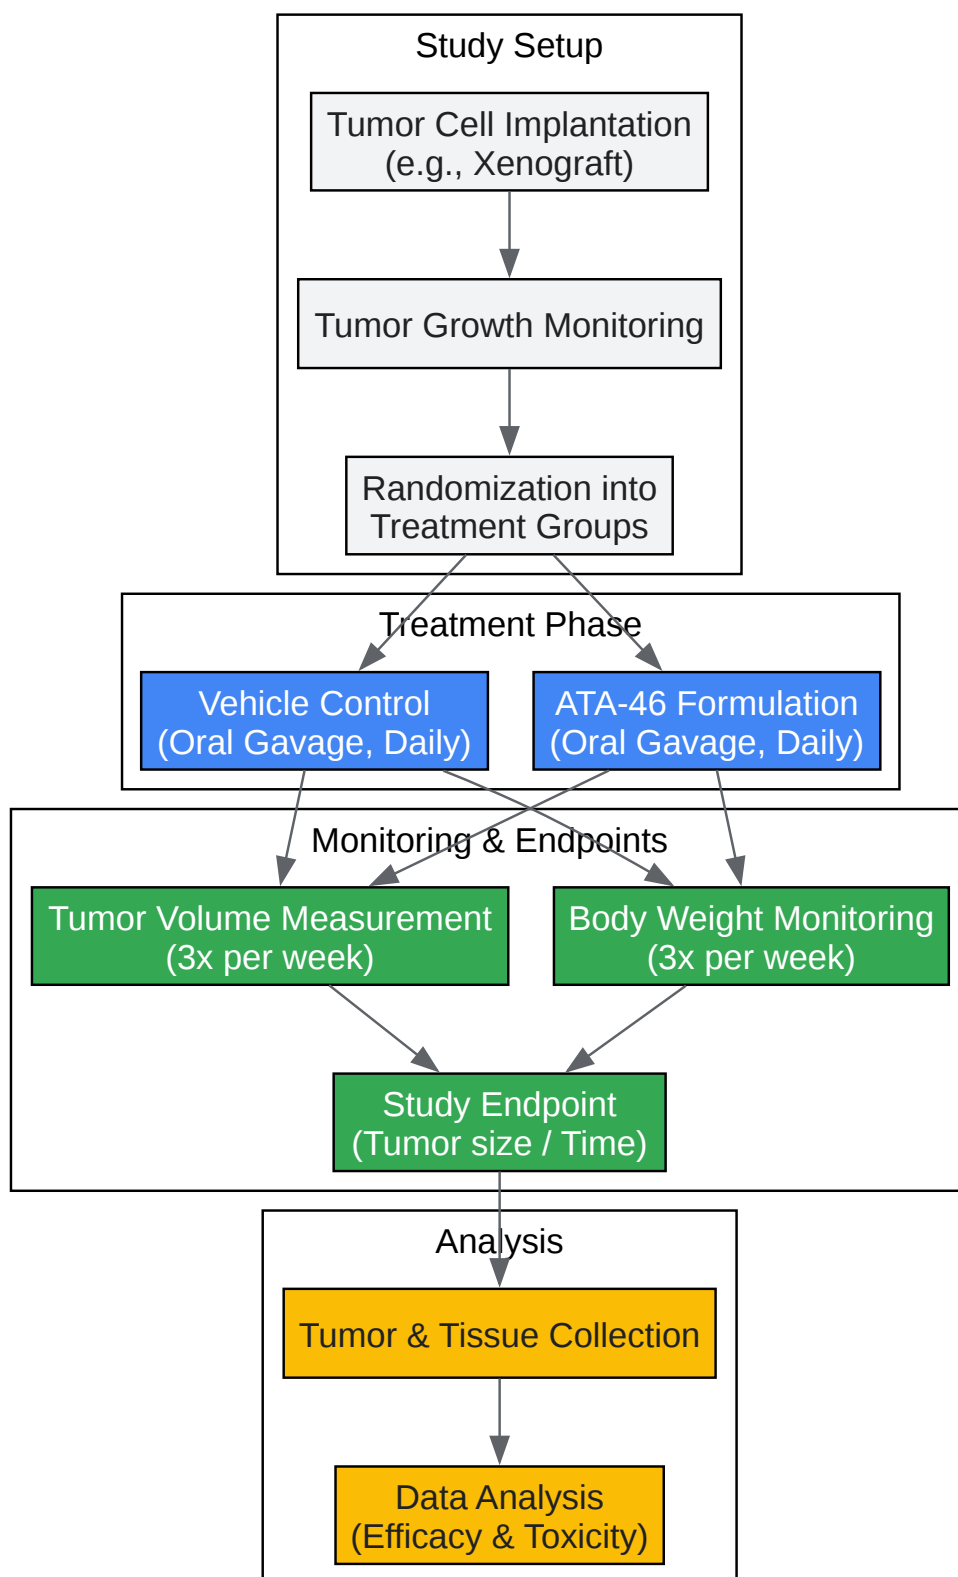 Study Setup
Tumor Cell Implantation
(e.g., Xenograft)
Tumor Growth Monitoring
Randomization into
Treatment Groups
Treatment Phase
Vehicle Control
(Oral Gavage, Daily)
ATA-46 Formulation
(Oral Gavage, Daily)
Monitoring & Endpoints
Tumor Volume Measurement
(3x per week)
Body Weight Monitoring
(3x per week)
Study Endpoint
(Tumor size / Time)
Analysis
Tumor & Tissue Collection
Data Analysis
(Efficacy & Toxicity)